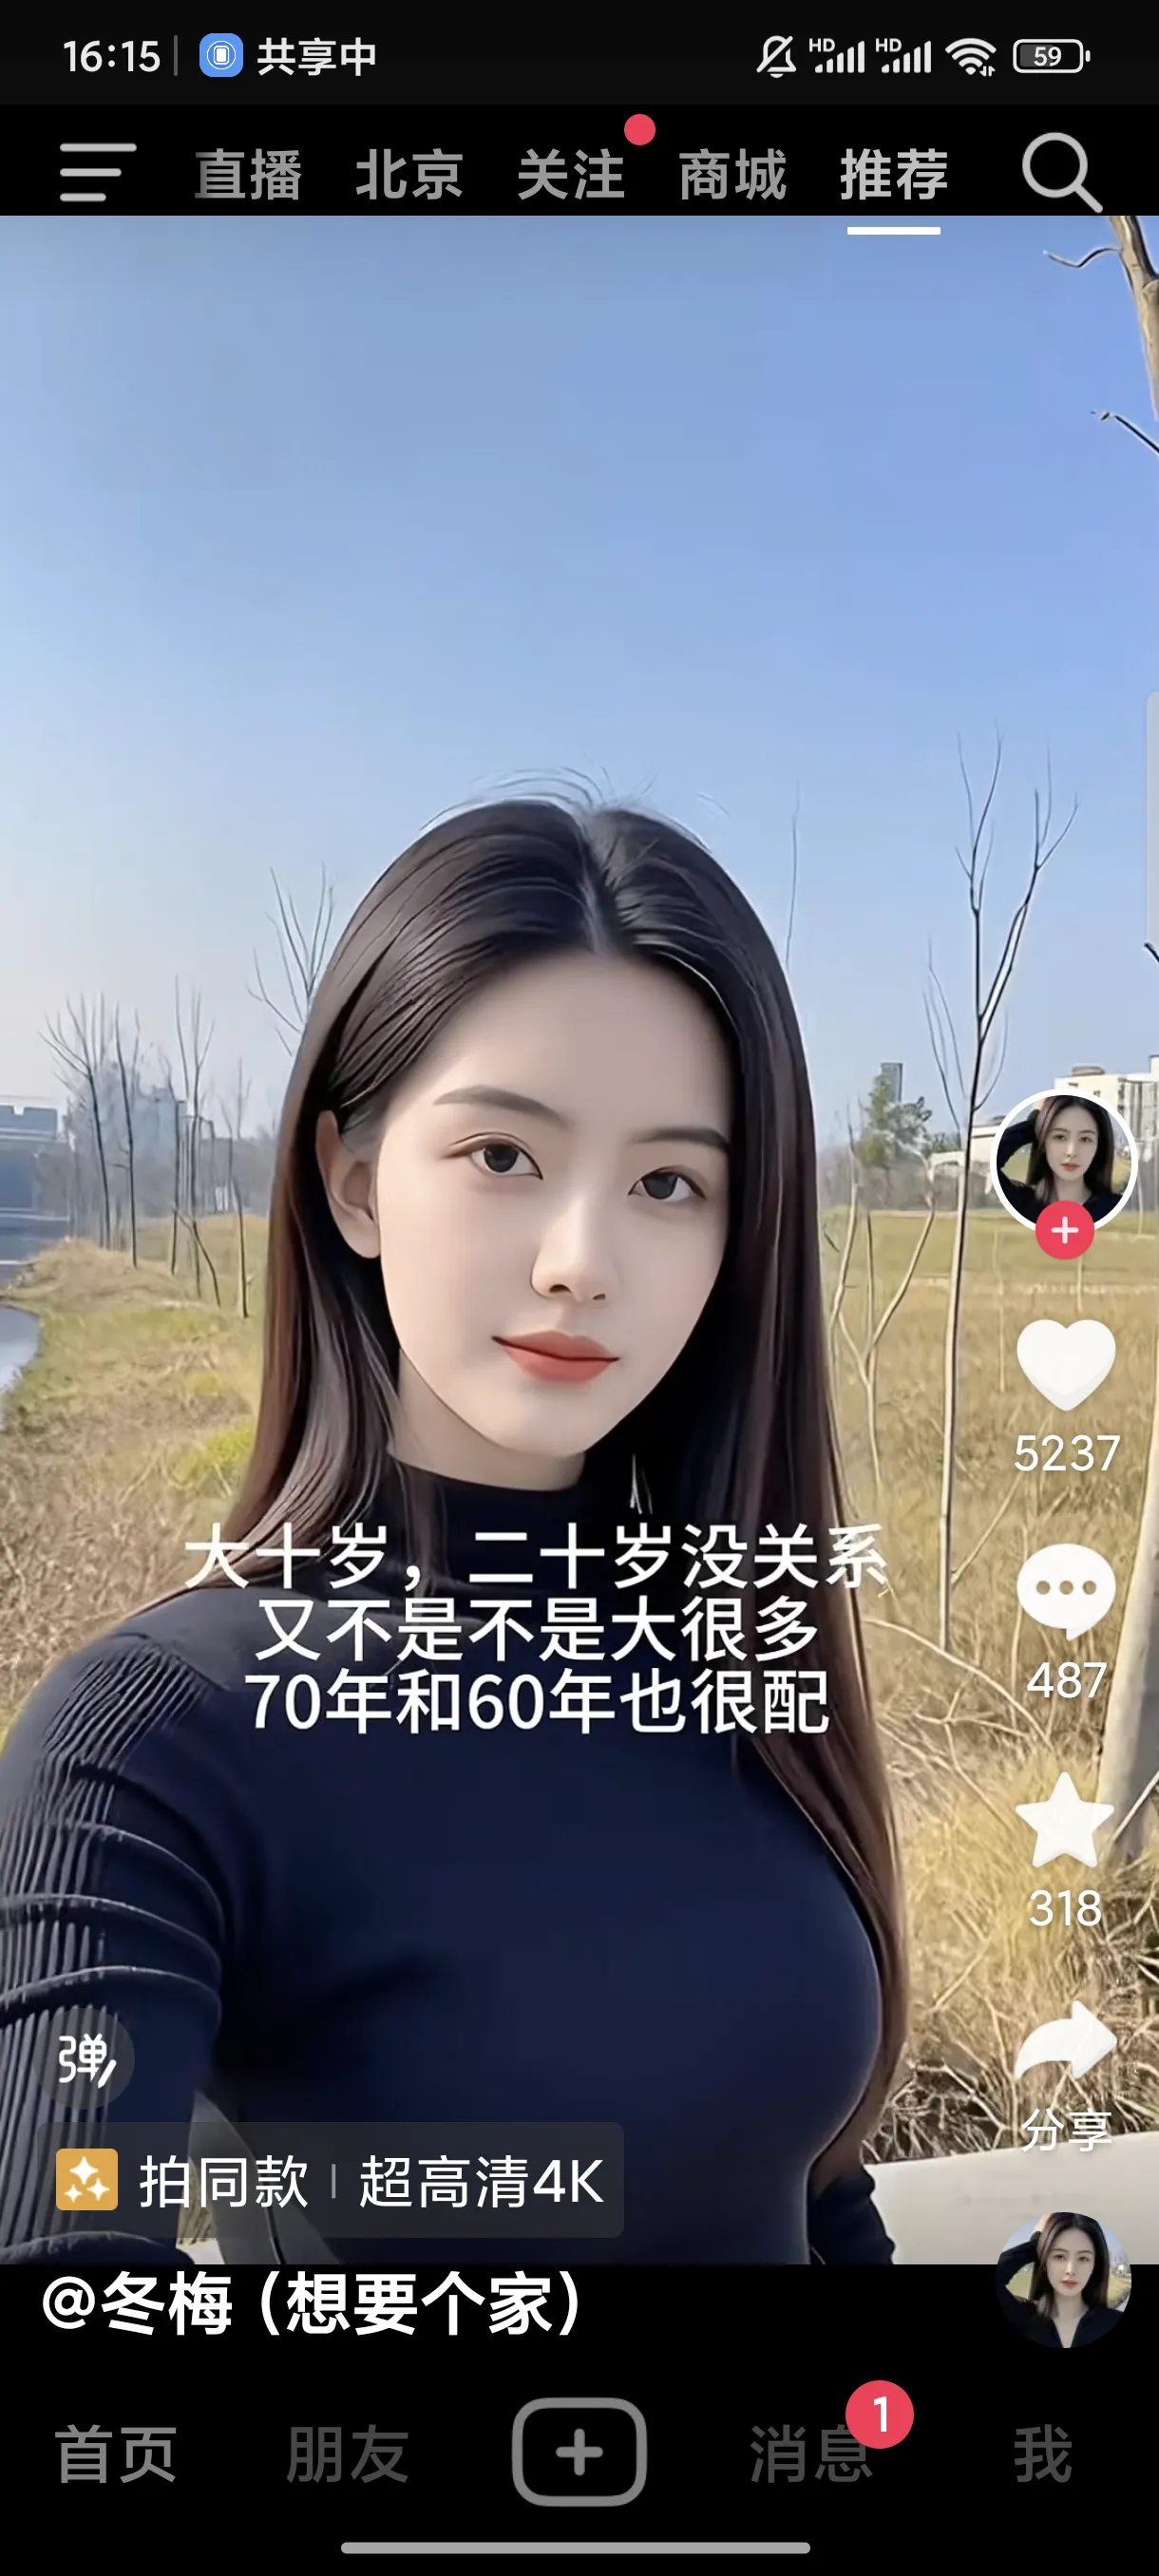 16:15 共享中 HD HD 59
直播 北京 关注 商城 推荐
5237
大十岁，二十岁没关系
又不是不是大很多
70年和60年也很配
487
318
分享
弹
拍同款 | 超高清4K
@冬梅（想要个家）
首页 朋友 消息 1 我